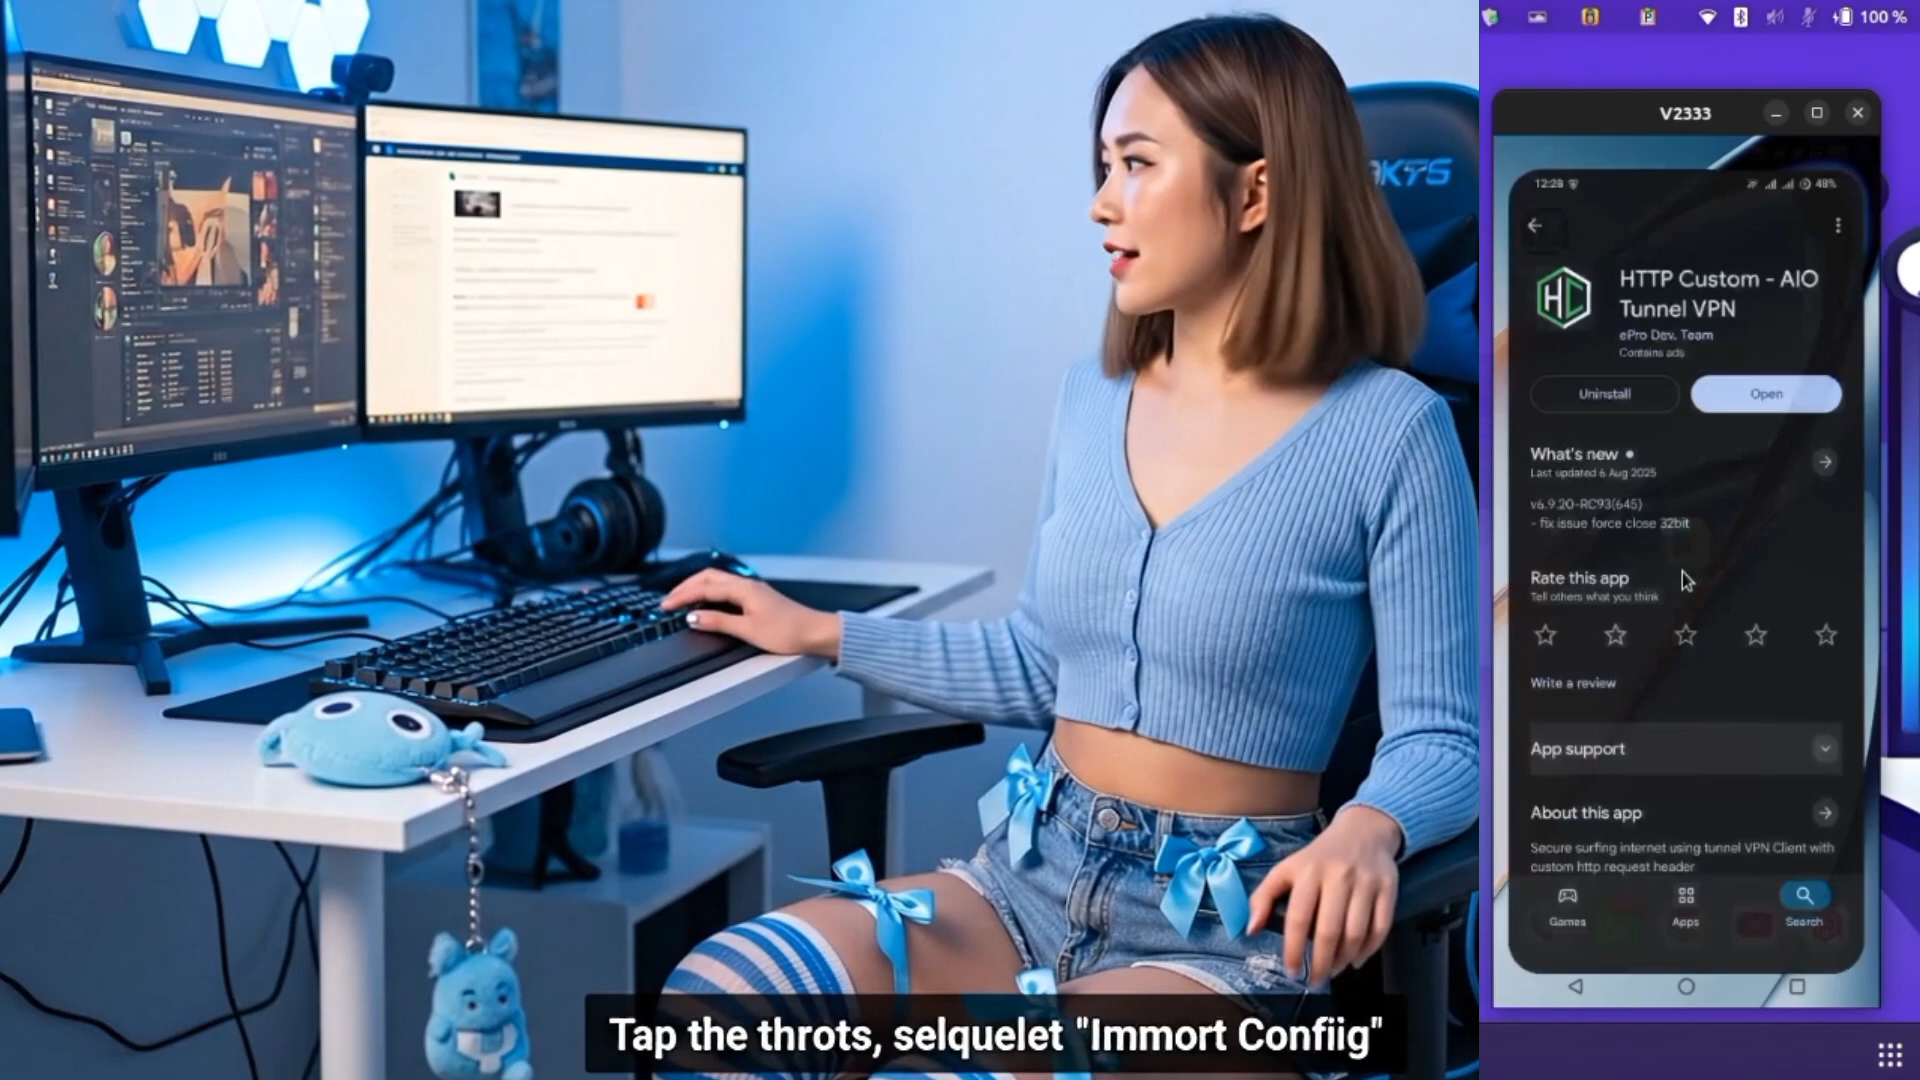 Tap the throts, selquelet "Immort Confiig"
100 %
V2333
12:28
48%
HTTP Custom - AIO
Tunnel VPN
ePro Dev. Team
Contains ads
Uninstall
Open
What's new
Last updated 6 Aug 2025
v6.9.20-RC93(645)
- fix issue force close 32bit
Rate this app
Tell others what you think
Write a review
App support
About this app
Secure surfing internet using tunnel VPN Client with
custom http request header
Games
Apps
Search